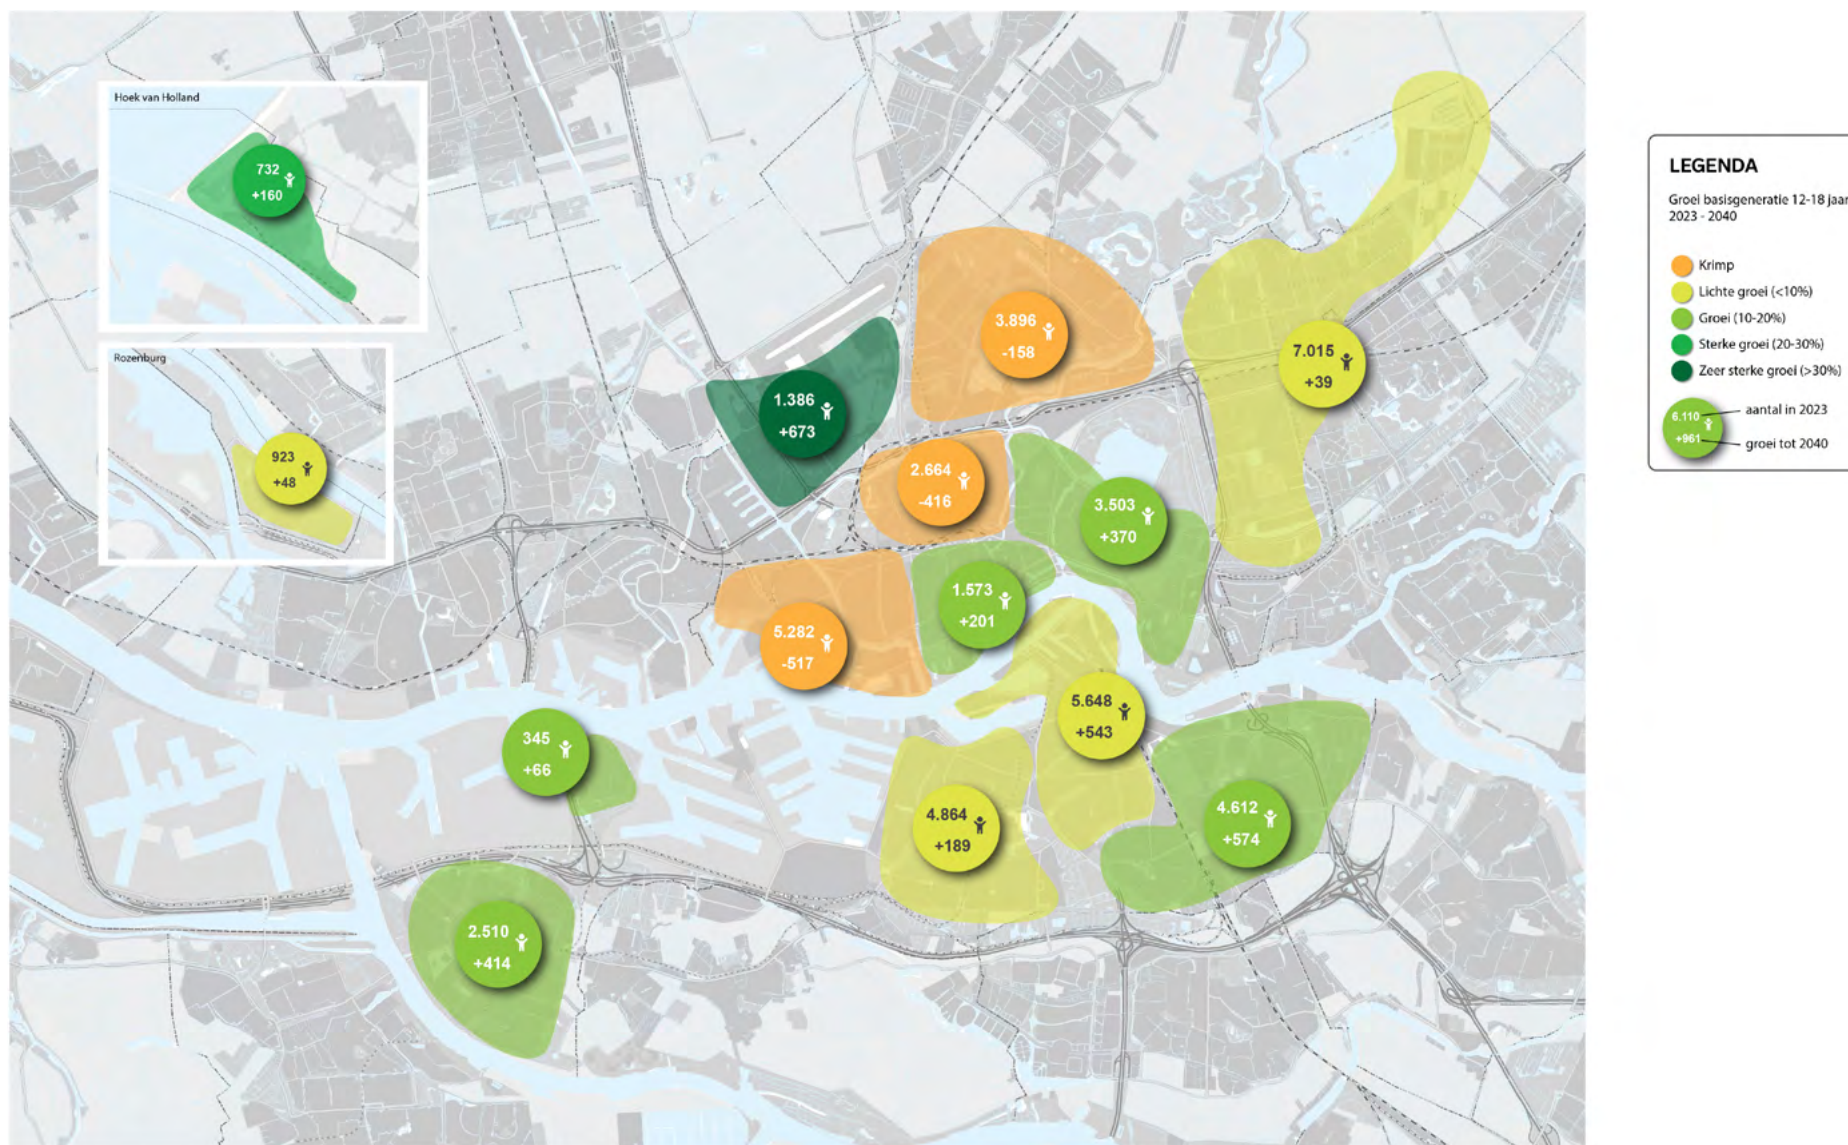 Hoek van Holland
732
+160
Rozenburg
923
+48
3.896
-158
7.015
+39
1.386
+673
2.664
-416
3.503
+370
1.573
+201
5.282
-517
5.648
+543
345
+66
4.864
+189
4.612
+574
2.510
+414
LEGENDA
Groei basisgeneratie 12-18 jaar
2023 - 2040
Krimp
Lichte groei (<10%)
Groei (10-20%)
Sterke groei (20-30%)
Zeer sterke groei (>30%)
6.110
aantal in 2023
+961
groei tot 2040